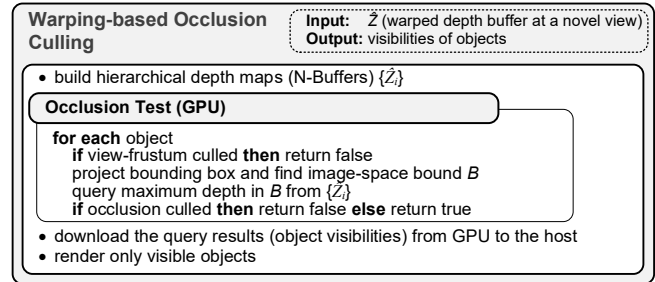 Warping-based Occlusion
Culling
Input: Ẑ (warped depth buffer at a novel view)
Output: visibilities of objects
• build hierarchical depth maps (N-Buffers) {Ẑi}
Occlusion Test (GPU)
for each object
if view-frustum culled then return false
project bounding box and find image-space bound B
query maximum depth in B from {Ẑi}
if occlusion culled then return false else return true
• download the query results (object visibilities) from GPU to the host
• render only visible objects